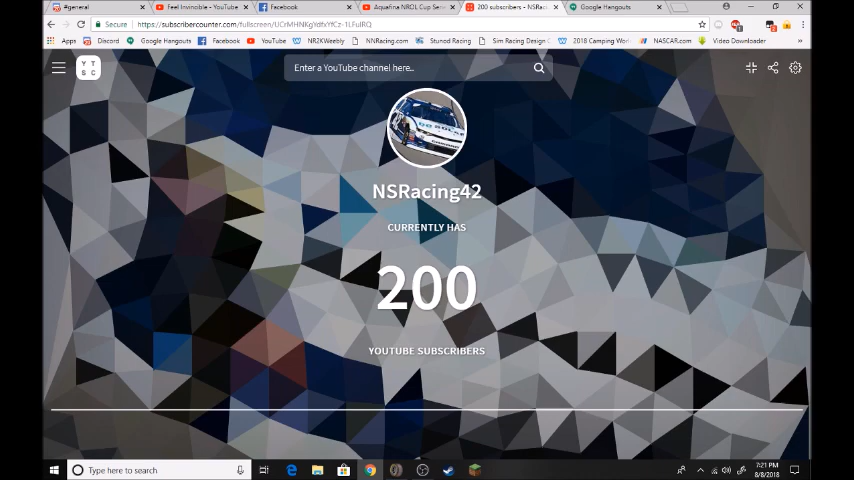 #general
Feel Invincible - YouTube
Facebook
Aquafina NROL Cup Seri
200 subscribers - NSRac
Google Hangouts
Secure
https://subscribercounter.com/fullscreen/
Apps
Discord
Google Hangouts
Facebook
YouTube
NR2KWeebly
NNRacing.com
Stunod Racing
Sim Racing Design
2018 Camping Worl
NASCAR.com
Video Downloader
Y T
S C
Enter a YouTube channel here..
NSRacing42
CURRENTLY HAS
200
YOUTUBE SUBSCRIBERS
Type here to search
7:21 PM
8/8/2018